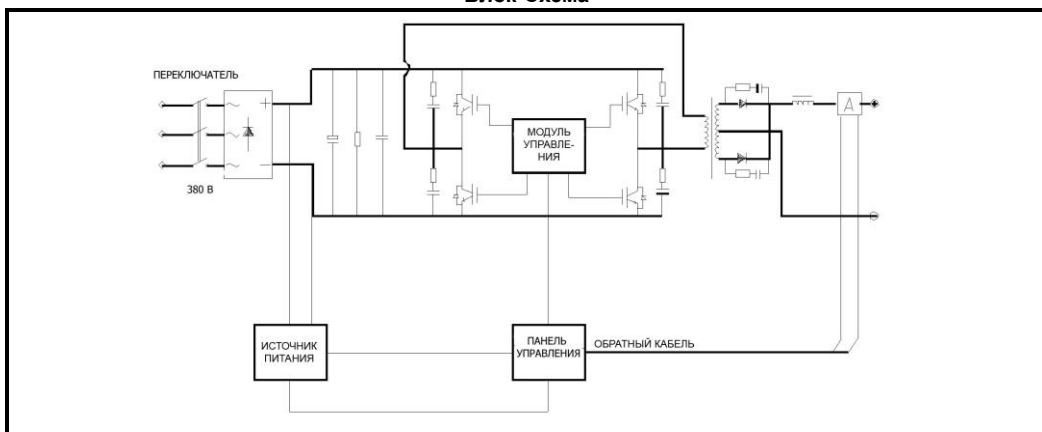 Блок-схема
ПЕРЕКЛЮЧАТЕЛЬ
380 В
МОДУЛЬ
УПРАВЛЕ-
НИЯ
A
ИСТОЧНИК
ПИТАНИЯ
ПАНЕЛЬ
УПРАВЛЕНИЯ
ОБРАТНЫЙ КАБЕЛЬ